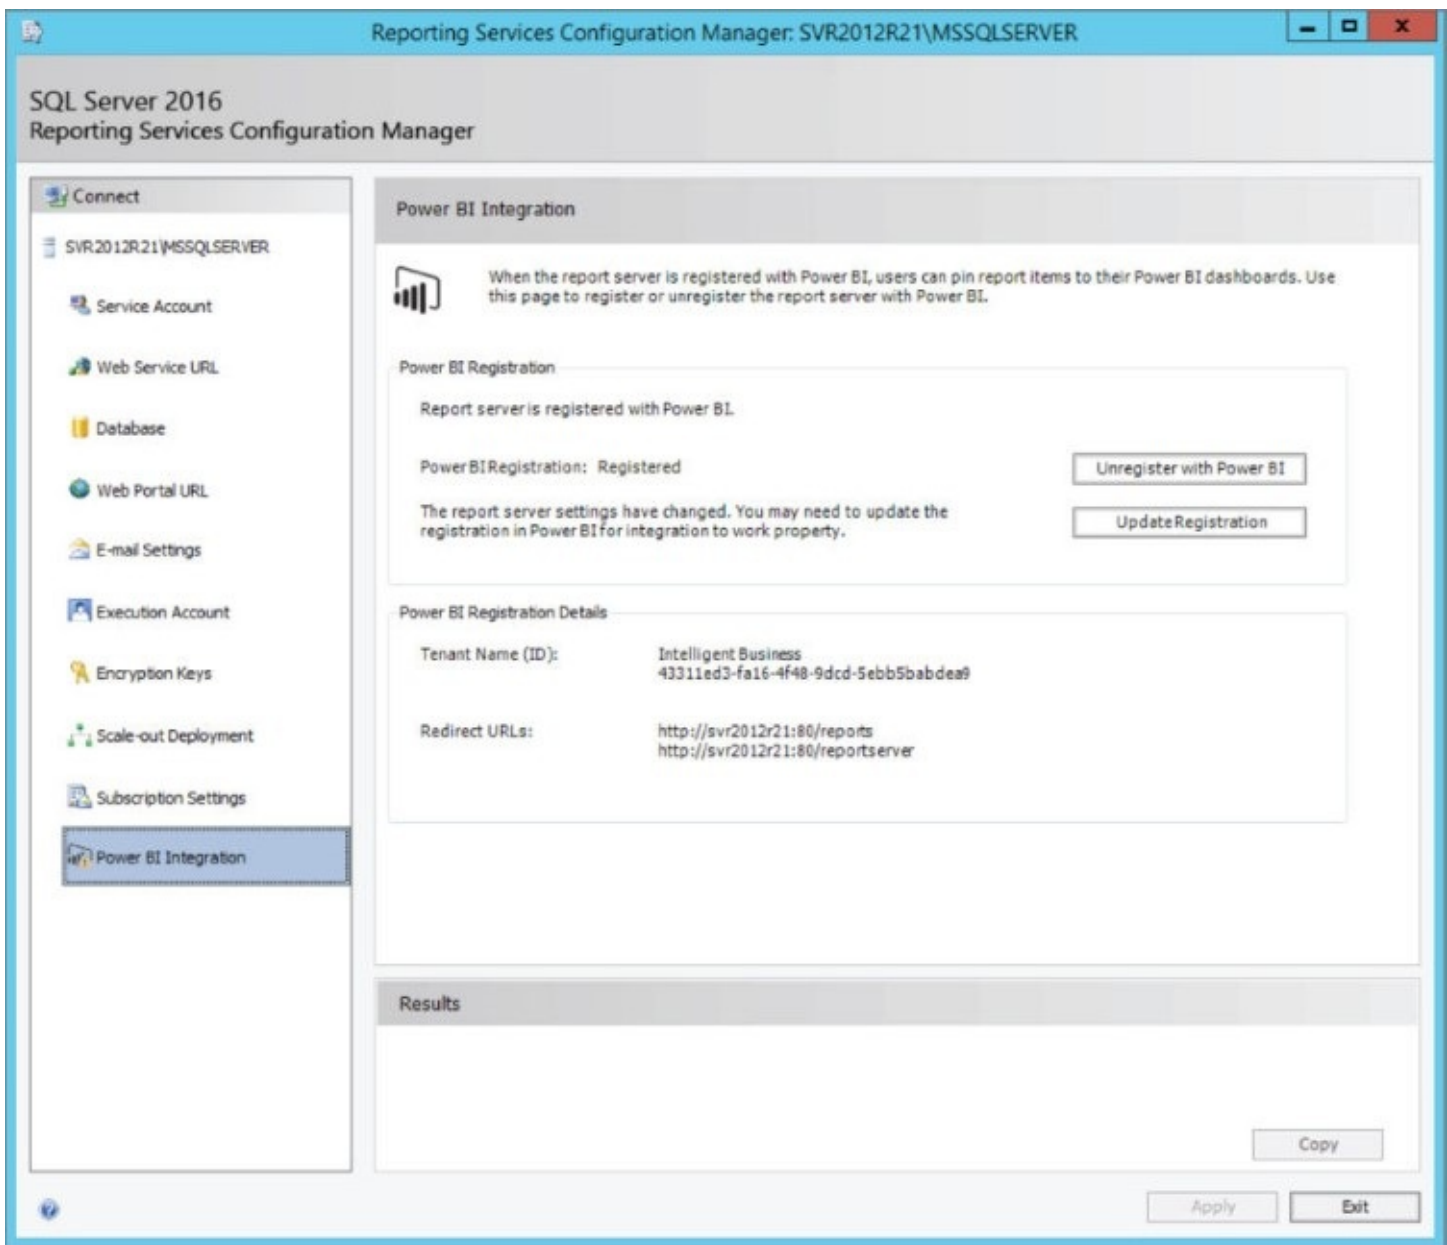 Reporting Services Configuration Manager: SVR2012R21\MSSQLSERVER
SQL Server 2016
Reporting Services Configuration Manager
Connect
SVR2012R21\MSSQLSERVER
Service Account
Web Service URL
Database
Web Portal URL
E-mail Settings
Execution Account
Encryption Keys
Scale-out Deployment
Subscription Settings
Power BI Integration
Power BI Integration
When the report server is registered with Power BI, users can pin report items to their Power BI dashboards. Use
this page to register or unregister the report server with Power BI.
Power BI Registration
Report server is registered with Power BI.
Power BI Registration: Registered
Unregister with Power BI
The report server settings have changed. You may need to update the
registration in Power BI for integration to work property.
Update Registration
Power BI Registration Details
Tenant Name (ID):
Intelligent Business
43311ed3-fa16-4f48-9dcd-5ebb5babdea9
Redirect URLs:
http://svr2012r21:80/reports
http://svr2012r21:80/reportserver
Results
Copy
Apply
Exit